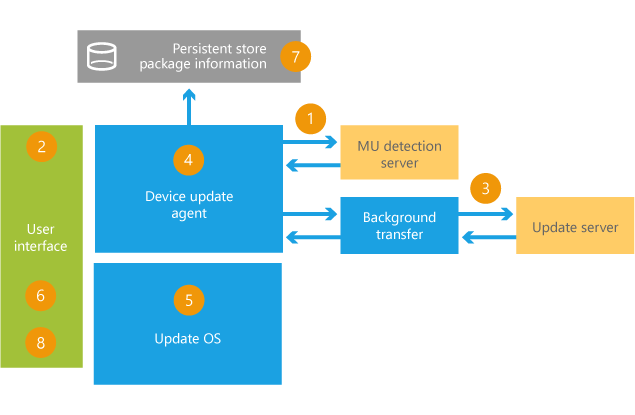 Persistent store
package information
7
1
2
4
MU detection
server
Device update
agent
3
User
interface
Background
transfer
Update server
6
5
8
Update OS